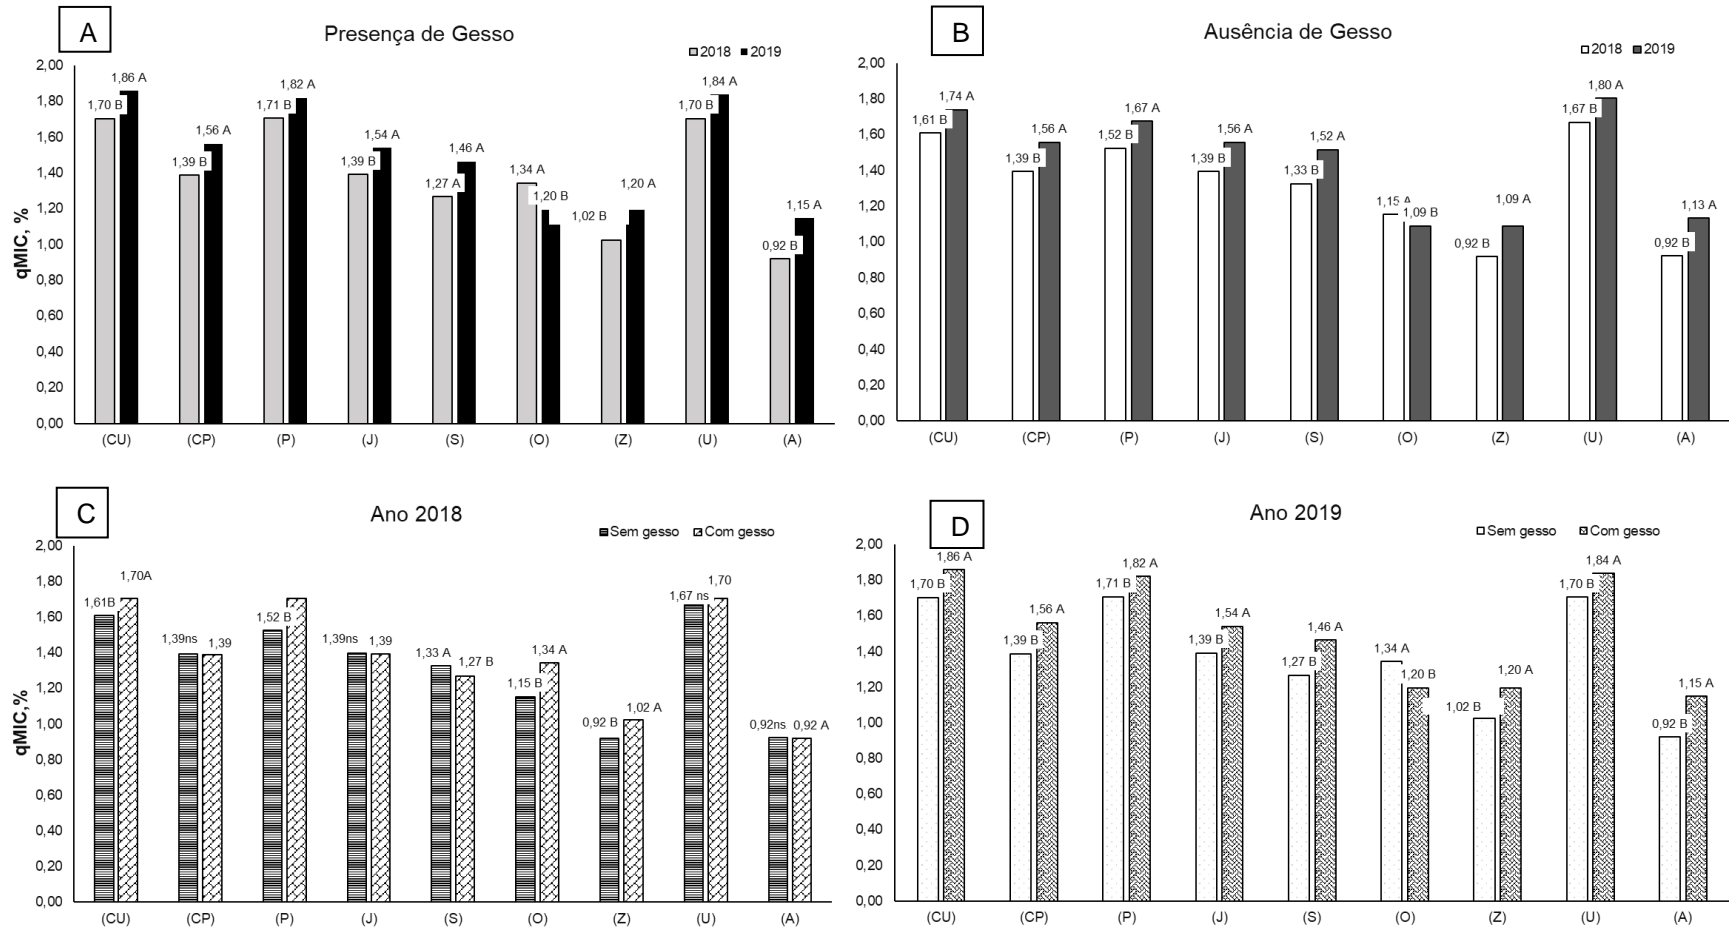 A
Presença de Gesso
2018 2019
qMIC, %
2,00
1,80
1,60
1,40
1,20
1,00
0,80
0,60
0,40
0,20
0,00
1,70 B 1,86 A
1,39 B 1,56 A
1,71 B 1,82 A
1,39 B 1,54 A
1,27 A 1,46 A
1,34 A 1,20 B
1,02 B 1,20 A
1,70 B 1,84 A
0,92 B 1,15 A
(CU) (CP) (P) (J) (S) (O) (Z) (U) (A)
B
Ausência de Gesso
2018 2019
2,00
1,80
1,60
1,40
1,20
1,00
0,80
0,60
0,40
0,20
0,00
1,61 B 1,74 A
1,39 B 1,56 A
1,52 B 1,67 A
1,39 B 1,56 A
1,33 B 1,52 A
1,15 A 1,09 B
0,92 B 1,09 A
1,67 B 1,80 A
0,92 B 1,13 A
(CU) (CP) (P) (J) (S) (O) (Z) (U) (A)
C
Ano 2018
Sem gesso Com gesso
qMIC,%
2,00
1,80
1,60
1,40
1,20
1,00
0,80
0,60
0,40
0,20
0,00
1,61B 1,70A
1,39ns 1,39
1,52 B
1,39ns 1,39
1,33 A 1,27 B
1,15 B 1,34 A
0,92 B 1,02 A
1,67 ns 1,70
0,92ns 0,92 A
(CU) (CP) (P) (J) (S) (O) (Z) (U) (A)
D
Ano 2019
Sem gesso Com gesso
2,00
1,80
1,60
1,40
1,20
1,00
0,80
0,60
0,40
0,20
0,00
1,70 B 1,86 A
1,39 B 1,56 A
1,71 B 1,82 A
1,39 B 1,54 A
1,27 B 1,46 A
1,34 A 1,20 B
1,02 B 1,20 A
1,70 B 1,84 A
0,92 B 1,15 A
(CU) (CP) (P) (J) (S) (O) (Z) (U) (A)